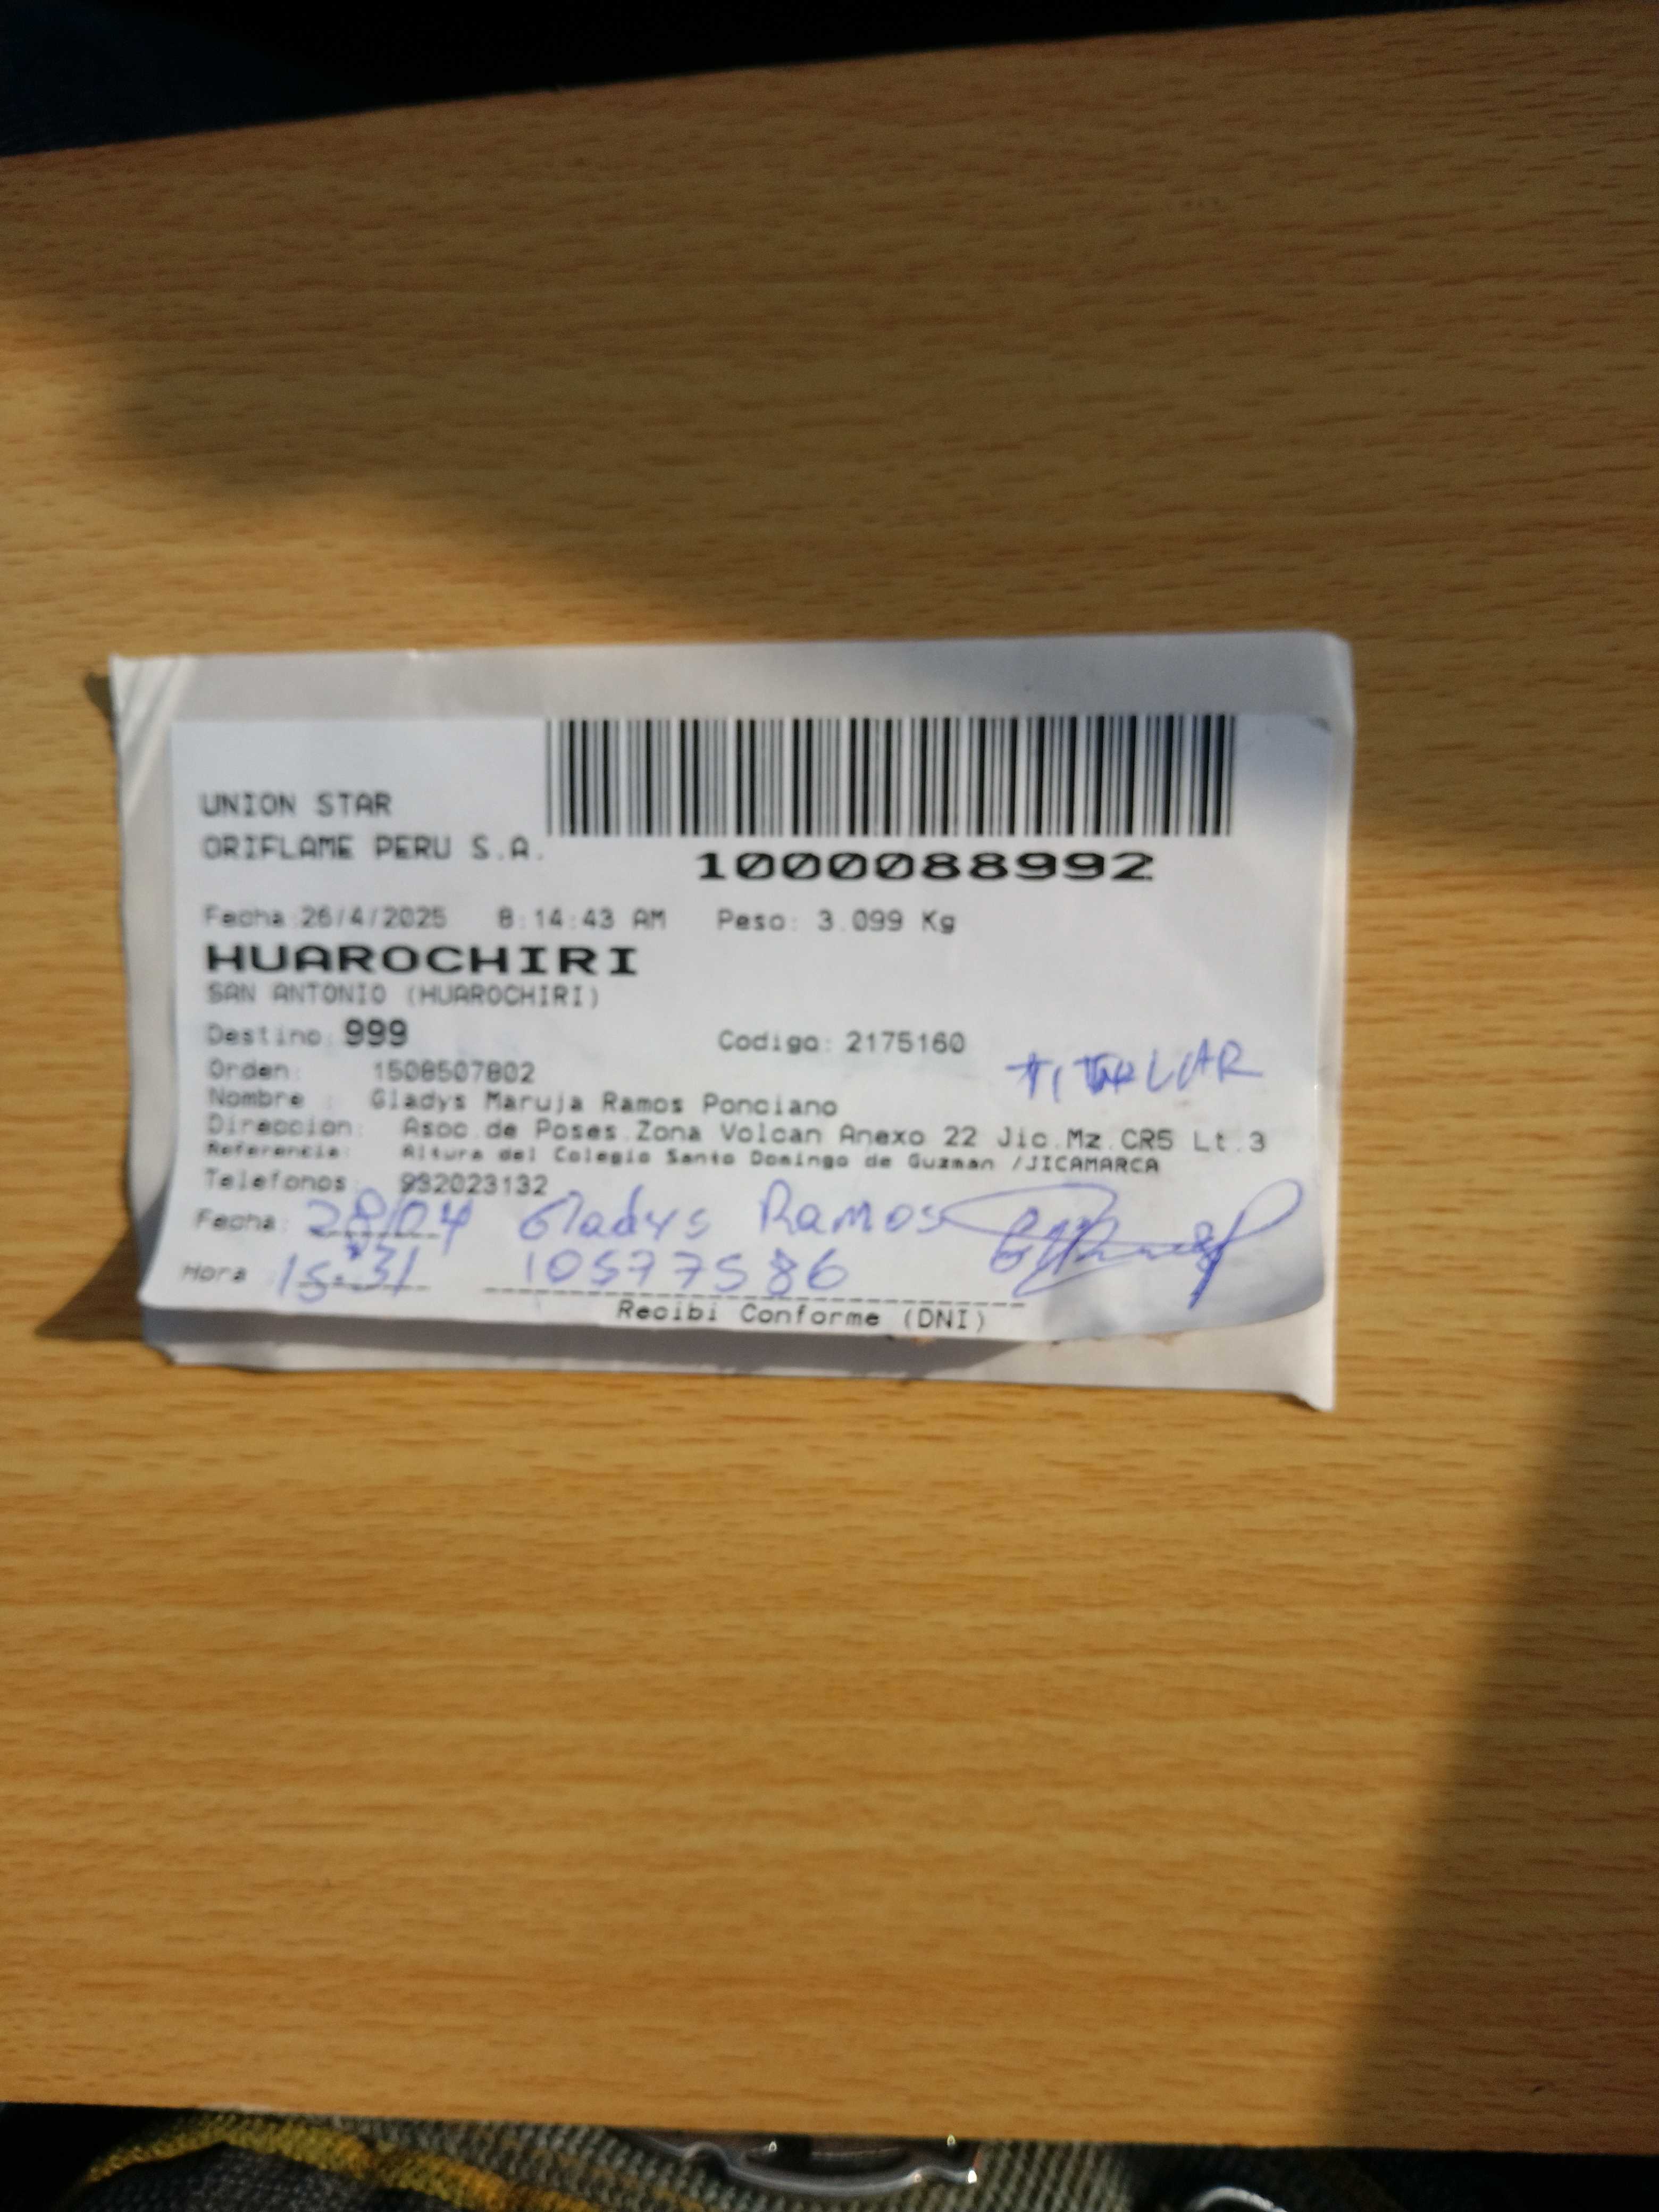 UNION STAR
ORIFLAME PERU S.A.
1000088992
Fecha:26/4/2025 8:14:43 AM Peso: 3.099 Kg
HUAROCHIRI
SAN ANTONIO (HUAROCHIRI)
Destino: 999 Codigo: 2175160
TITULAR
Orden: 1508507802
Nombre : Gladys Maruja Ramos Ponciano
Direccion: Asoc.de Poses.Zona Volcan Anexo 22 Jic.Mz.CR5 Lt.3
Referencia: Altura del Colegio Santo Domingo de Guzman /JICAMARCA
Telefonos: 932023132
Fecha: 28/04 Gladys Ramos
Hora : 15:31 10577586
Recibi Conforme (DNI)